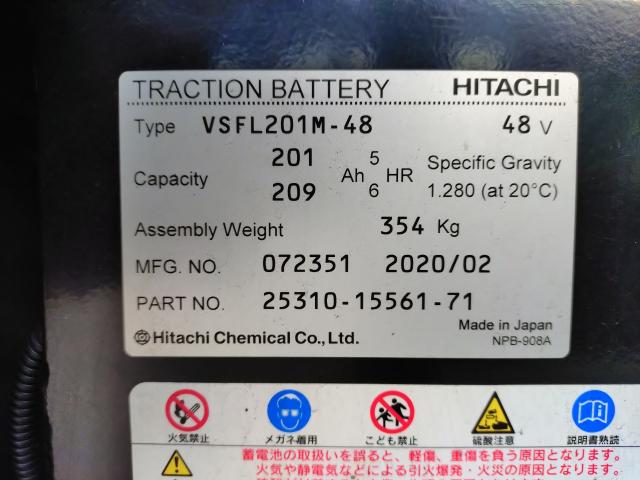 TRACTION BATTERY HITACHI
Type VSFL201M-48 48 V
Capacity 201 209 Ah 5 6 HR Specific Gravity 1.280 (at 20°C)
Assembly Weight 354 Kg
MFG. NO. 072351 2020/02
PART NO. 25310-15561-71
Hitachi Chemical Co., Ltd. Made in Japan
NPB-908A
火気禁止 メガネ着用 こども禁止 硫酸注意 説明書熟読
蓄電池の取扱いを誤ると、軽傷、重傷を負う原因となります。
火気や静電気などによる引火爆発・火災の原因となります。